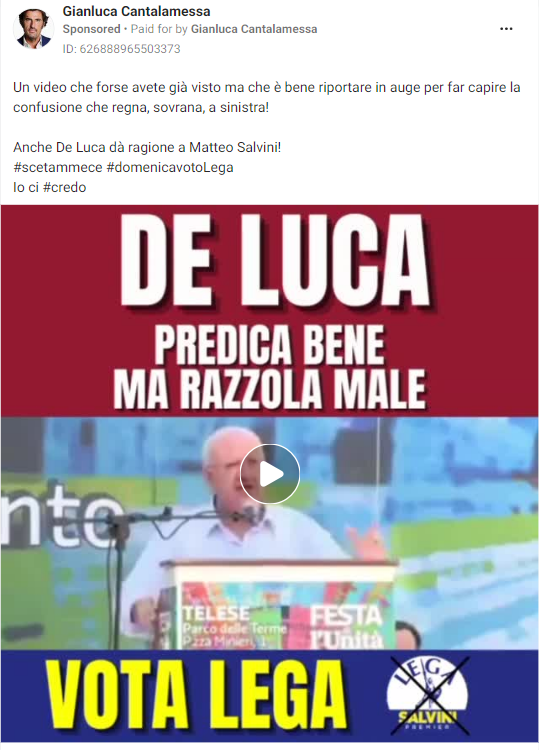 Gianluca Cantalamessa
Sponsored • Paid for by Gianluca Cantalamessa
ID: 626888965503373
Un video che forse avete già visto ma che è bene riportare in auge per far capire la
confusione che regna, sovrana, a sinistra!
Anche De Luca dà ragione a Matteo Salvini!
#scetammece #domenicavotoLega
Io ci #credo
DE LUCA
PREDICA BENE
MA RAZZOLA MALE
nto
TELESE
Parco delle Terme
P.zza Minieri, 1
FESTA
l'Unità
VOTA LEGA
LEGA
SALVINI
PREMIER